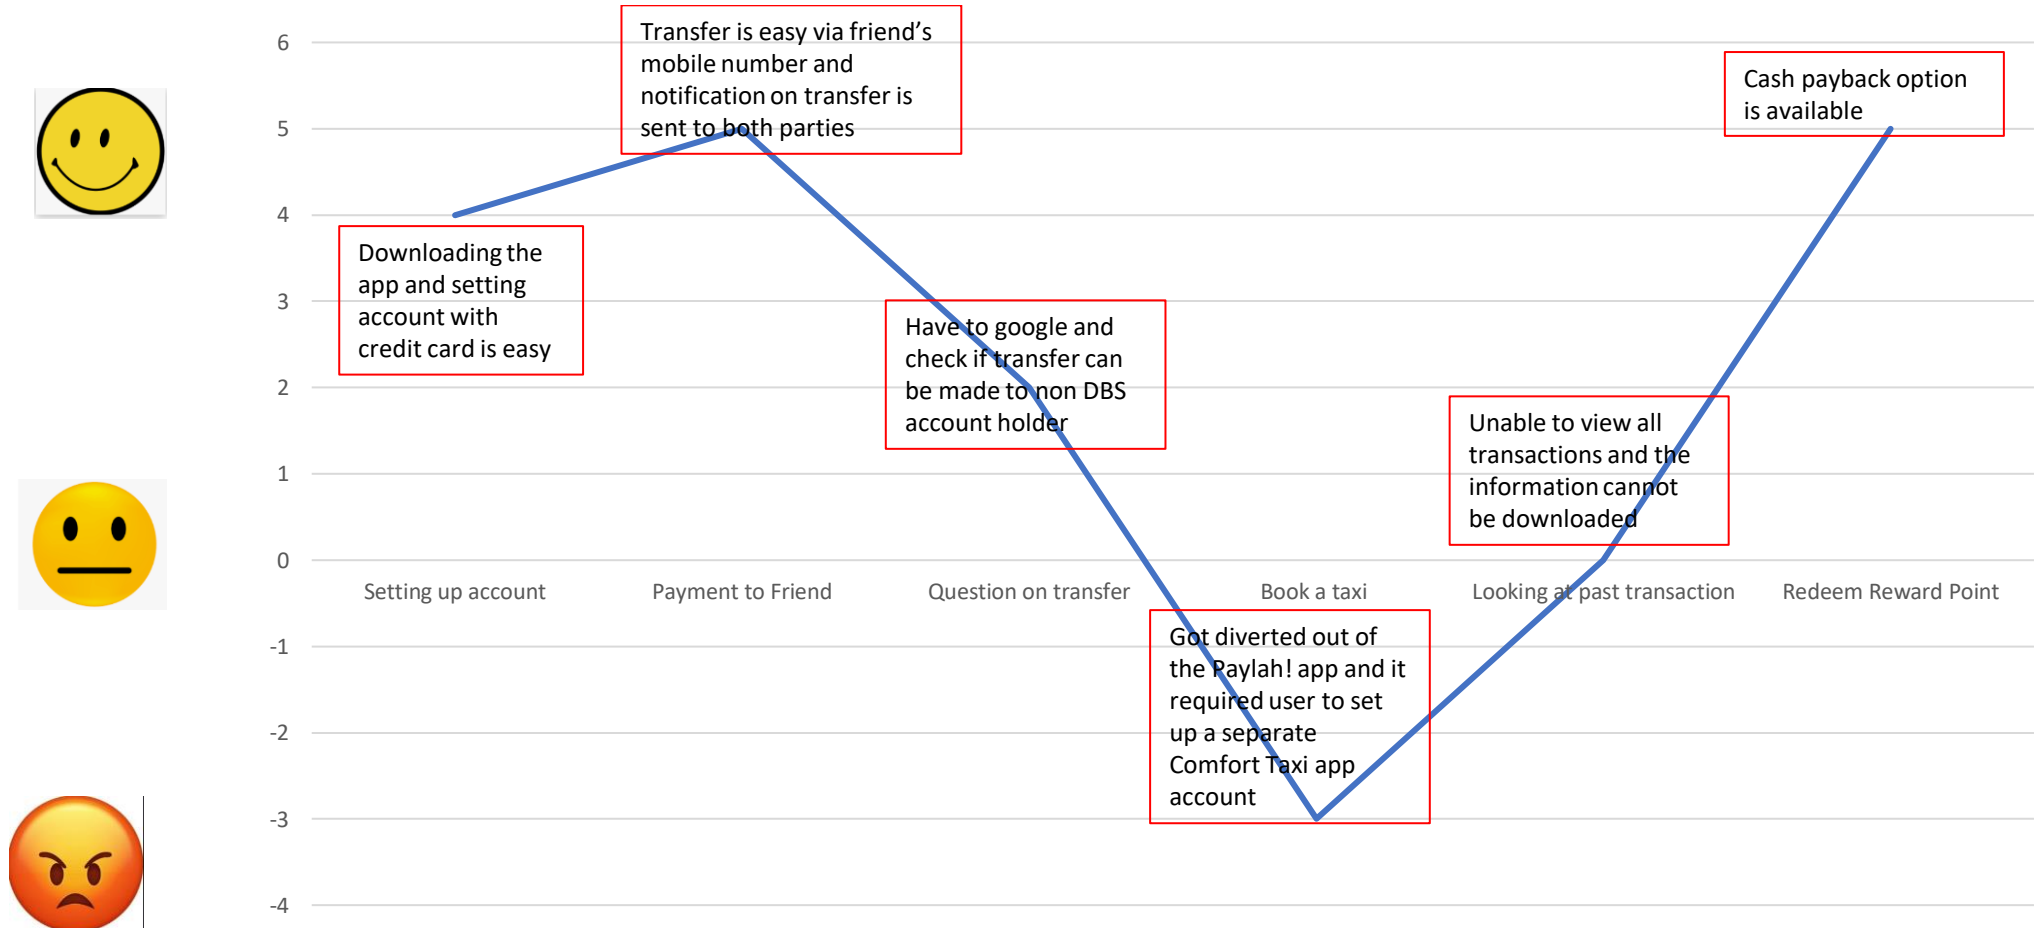 6
5
4
3
2
1
0
-1
-2
-3
-4
Transfer is easy via friend's
mobile number and
notification on transfer is
sent to both parties
Cash payback option
is available
Downloading the
app and setting
account with
credit card is easy
Have to google and
check if transfer can
be made to non DBS
account holder
Unable to view all
transactions and the
information cannot
be downloaded
Setting up account
Payment to Friend
Question on transfer
Book a taxi
Looking at past transaction
Redeem Reward Point
Got diverted out of
the Paylah! app and it
required user to set
up a separate
Comfort Taxi app
account